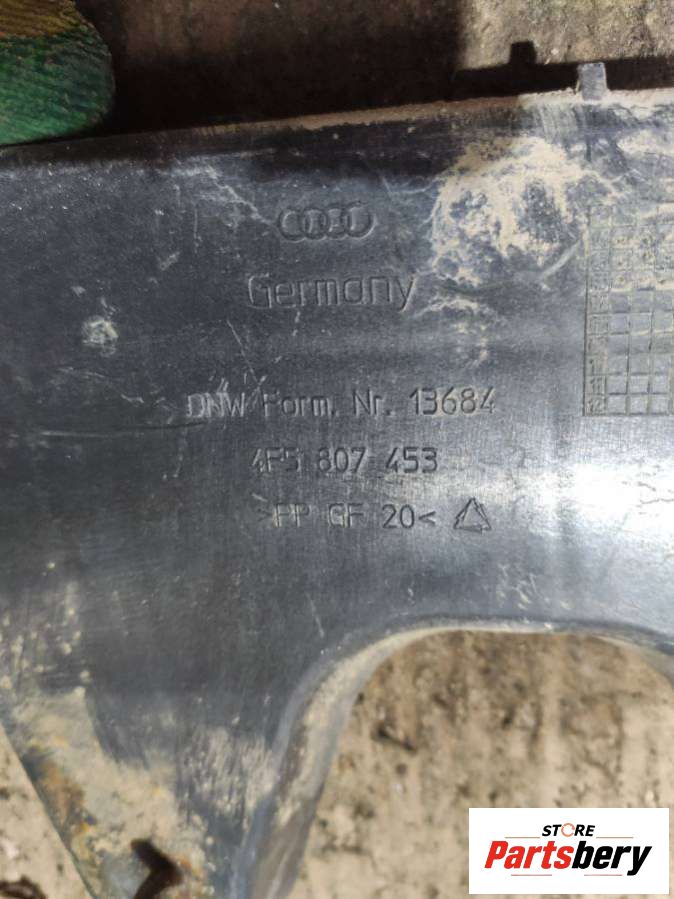 Germany
DNW Form. Nr. 13684
4F5 807 453
>PP GF 20<
STORE
Partsbery